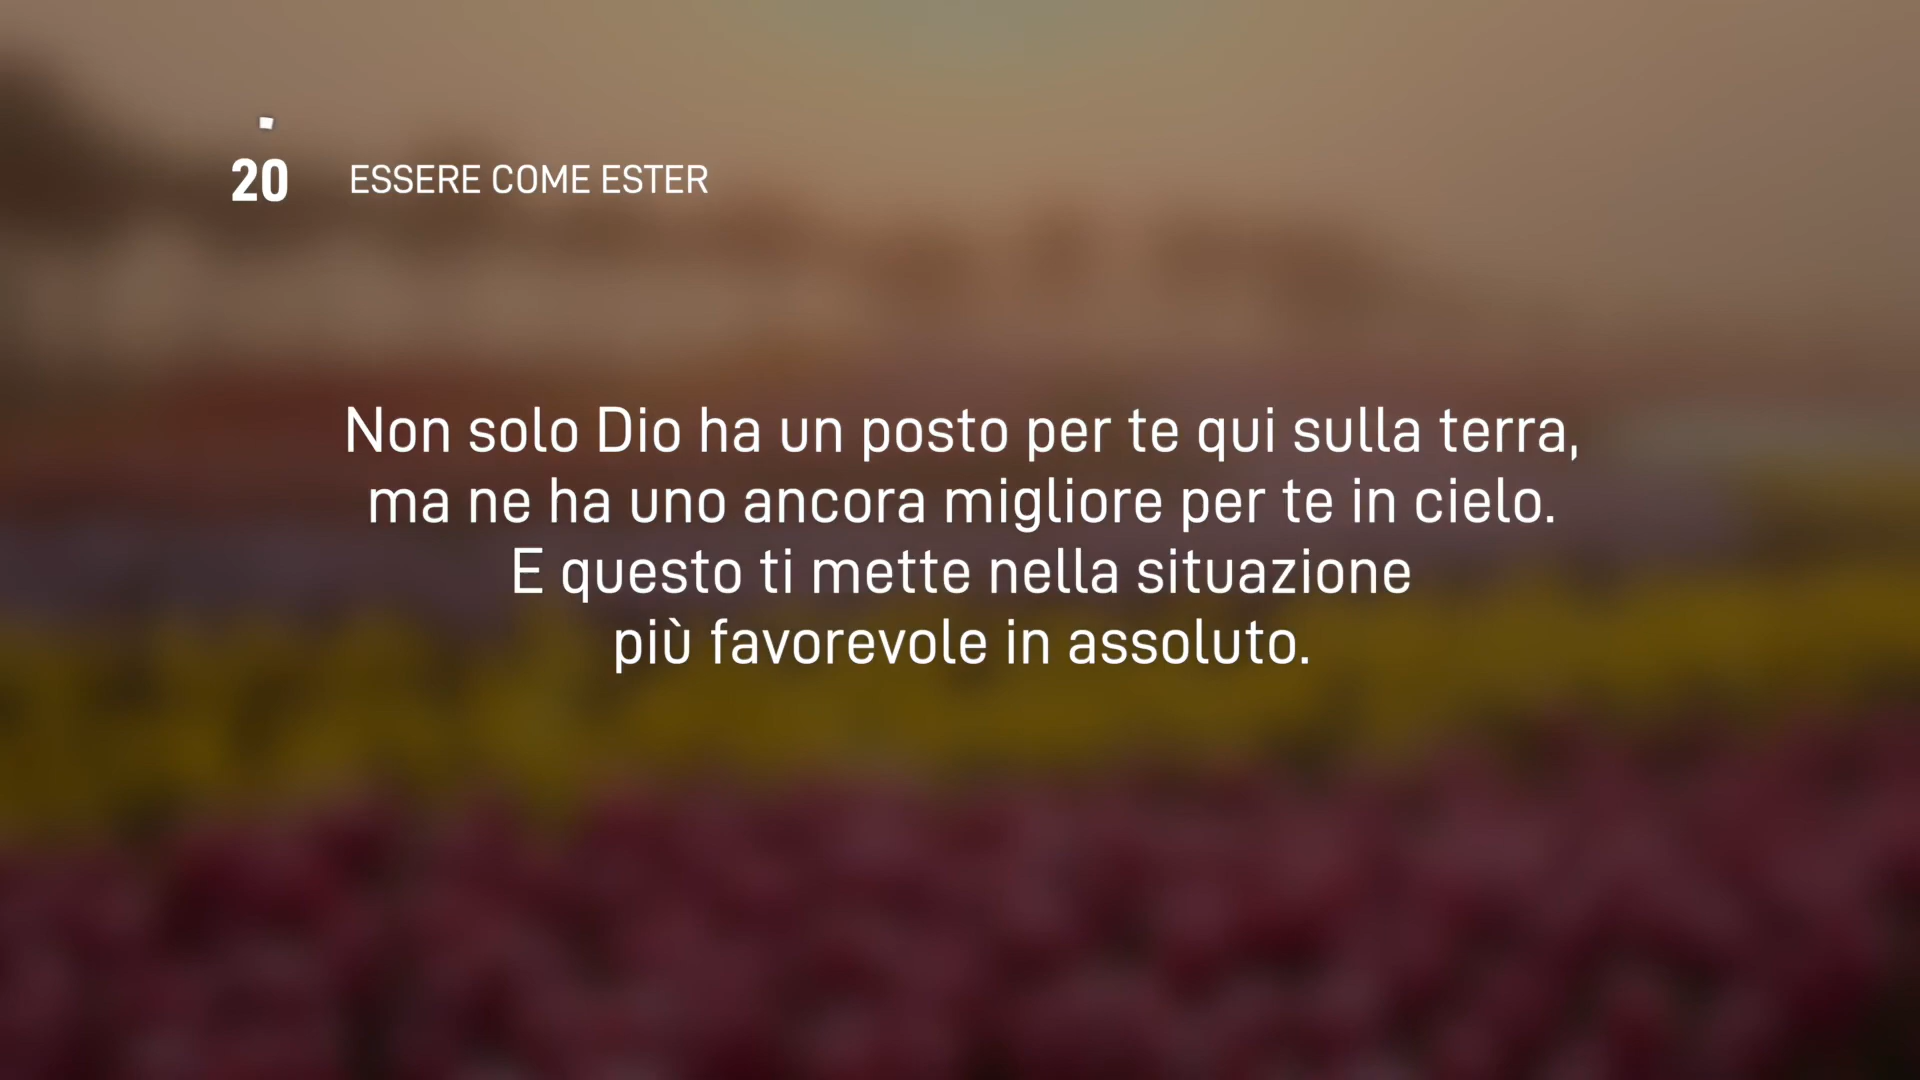 20 ESSERE COME ESTER
Non solo Dio ha un posto per te qui sulla terra,
ma ne ha uno ancora migliore per te in cielo.
E questo ti mette nella situazione
più favorevole in assoluto.